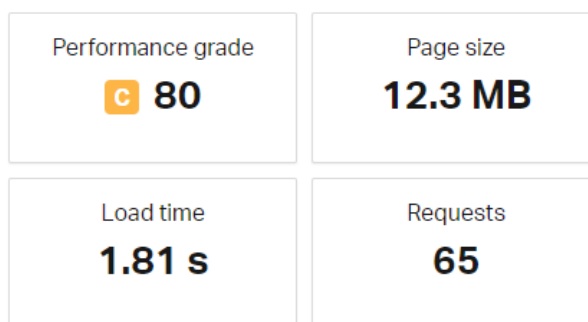 Performance grade
C 80
Page size
12.3 MB
Load time
1.81 s
Requests
65